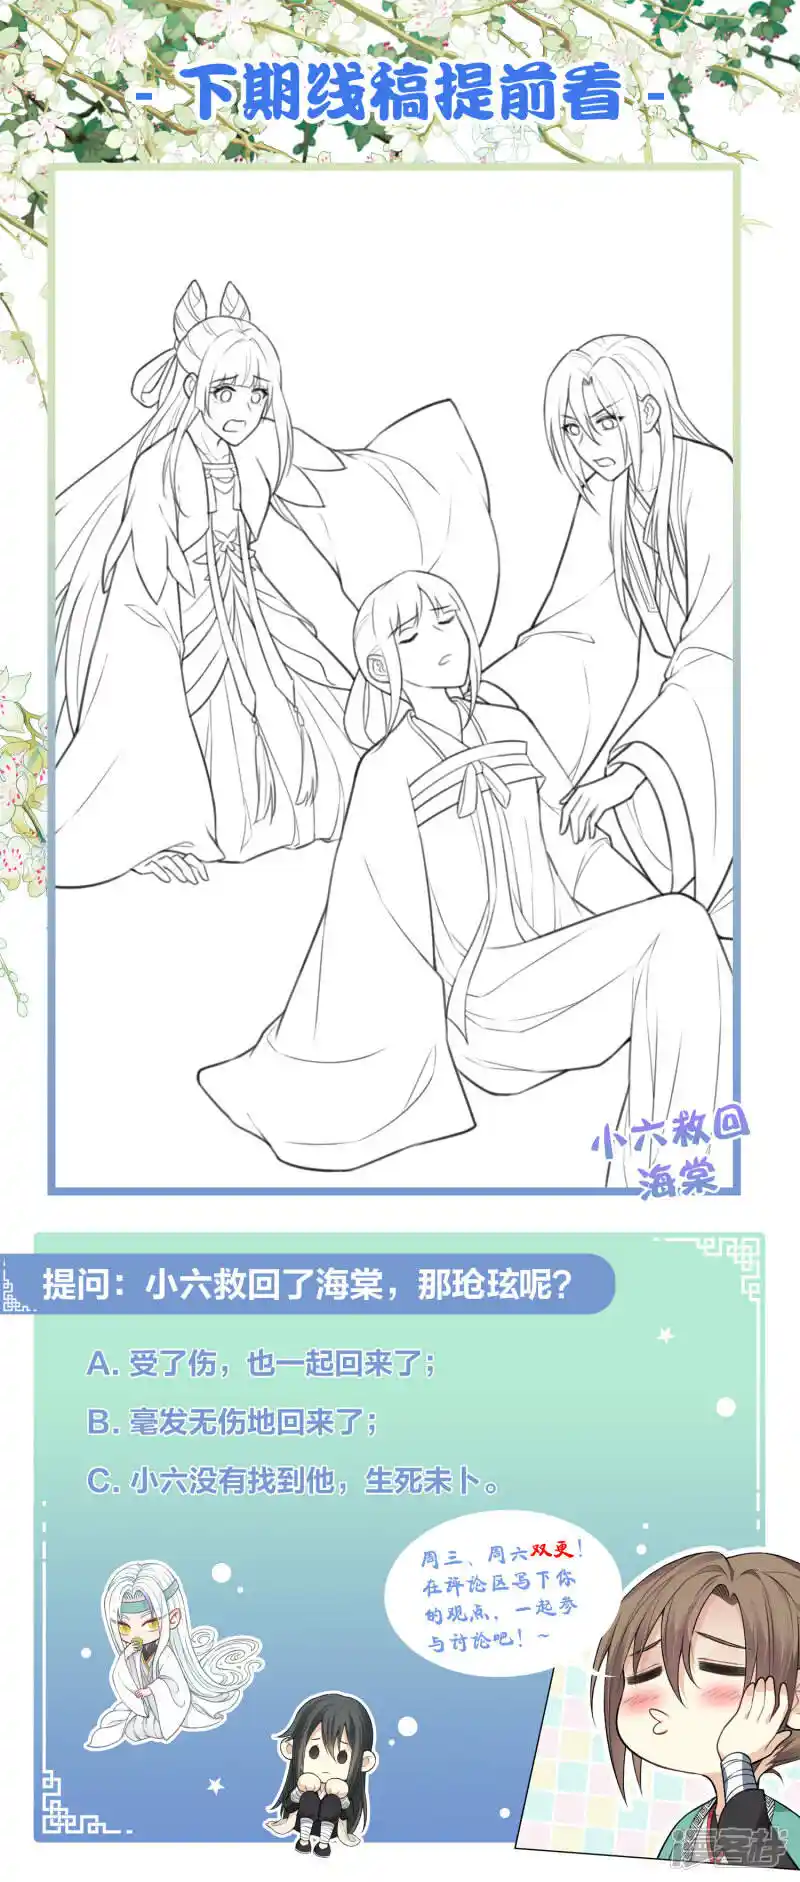 - 下期线稿提前看 -
小六救回
海棠
提问：小六救回了海棠，那玱玹呢？
A. 受了伤，也一起回来了；
B. 毫发无伤地回来了；
C. 小六没有找到他，生死未卜。
周三、周六双更！
在评论区写下你
的观点，一起参
与讨论吧！~
漫客栈